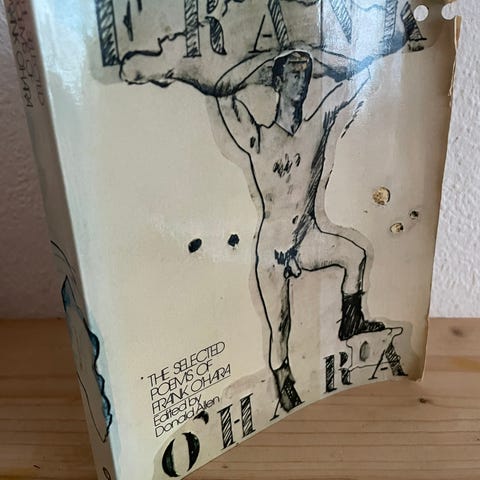 FRANK
THE SELECTED
POEMS OF
FRANK O'HARA
Edited by
Donald Allen
O'HARA